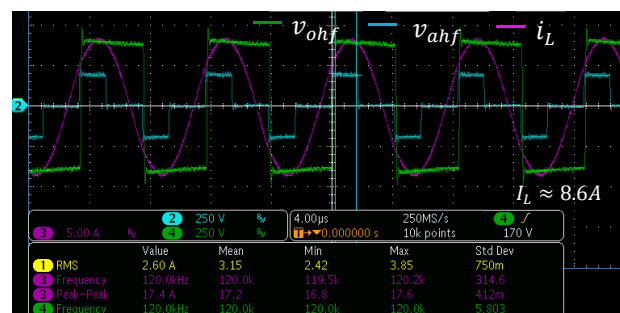 v_ohf v_ahf i_L
2
I_L ≈ 8.6A
2 250 V Bw 4.00µs 250MS/s 4 ∫
3 5.00 A Bw 4 250 V Bw T→▼0.000000 s 10k points 170 V
Value Mean Min Max Std Dev
1 RMS 2.60 A 3.15 2.42 3.85 750m
3 Frequency 120.0kHz 120.0k 119.5k 120.2k 314.6
3 Peak-Peak 17.4 A 17.2 16.8 17.6 412m
4 Frequency 120.0kHz 120.0k 120.0k 120.0k 5.803